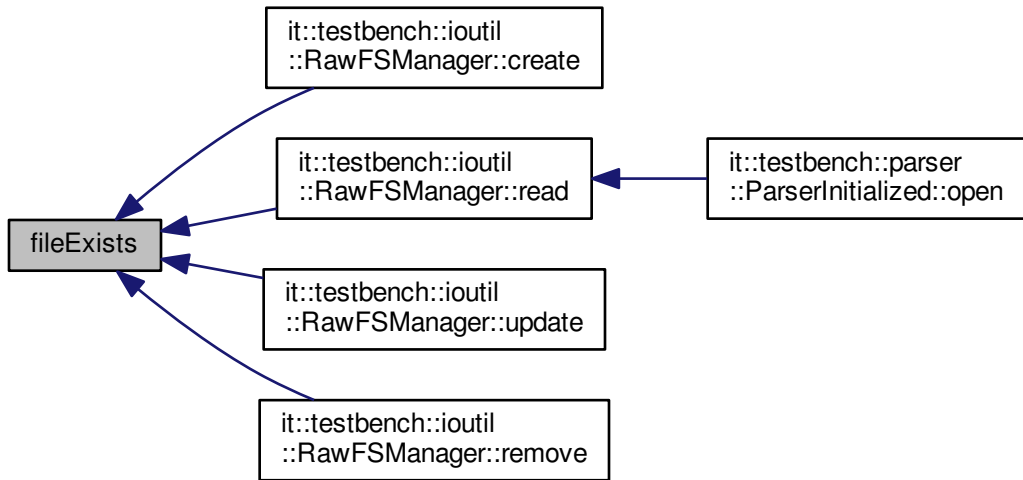 it::testbench::ioutil
::RawFSManager::create
it::testbench::ioutil
::RawFSManager::read
it::testbench::parser
::ParserInitialized::open
fileExists
it::testbench::ioutil
::RawFSManager::update
it::testbench::ioutil
::RawFSManager::remove